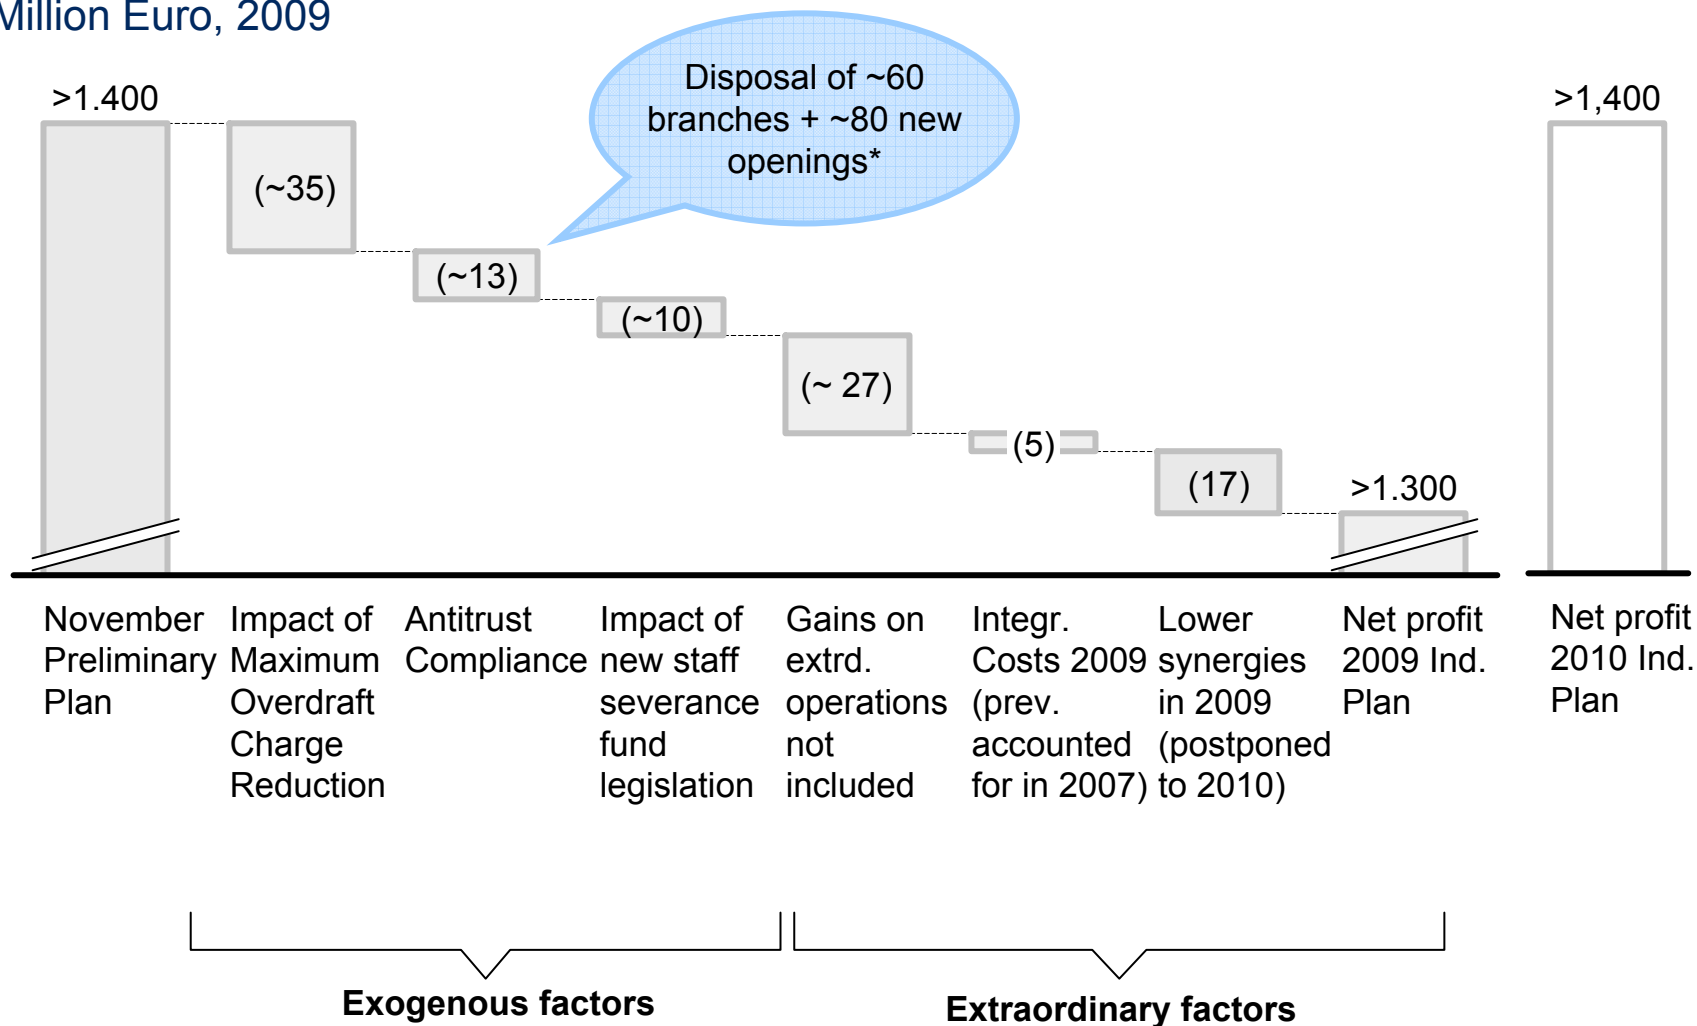 Million Euro, 2009
Disposal of ~60
branches + ~80 new
openings*
>1.400
>1,400
(~35)
(~13)
(~10)
(~ 27)
(5)
(17)
>1.300
November
Preliminary
Plan
Impact of
Maximum
Overdraft
Charge
Reduction
Antitrust
Compliance
Impact of
new staff
severance
fund
legislation
Gains on
extrd.
operations
not
included
Integr.
Costs 2009
(prev.
accounted
for in 2007)
Lower
synergies
in 2009
(postponed
to 2010)
Net profit
2009 Ind.
Plan
Net profit
2010 Ind.
Plan
Exogenous factors
Extraordinary factors